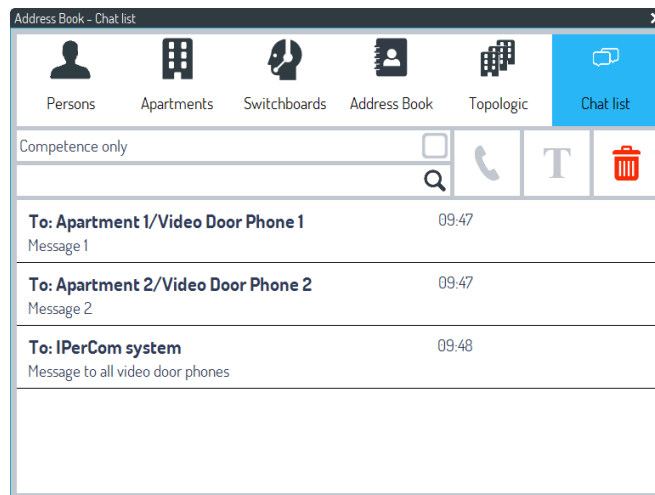 Address Book - Chat list
Persons
Apartments
Switchboards
Address Book
Topologic
Chat list
Competence only
T
To: Apartment 1/Video Door Phone 1 09:47
Message 1
To: Apartment 2/Video Door Phone 2 09:47
Message 2
To: IPerCom system 09:48
Message to all video door phones